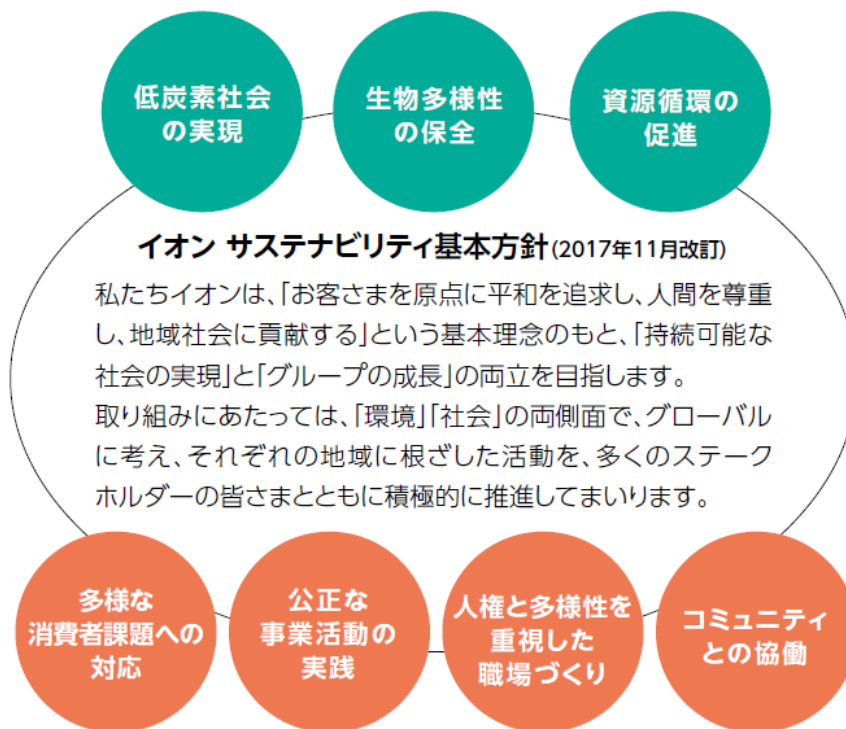 低炭素社会
の実現
生物多様性
の保全
資源循環の
促進
イオン サステナビリティ基本方針(2017年11月改訂)
私たちイオンは、「お客さまを原点に平和を追求し、人間を尊重
し、地域社会に貢献する」という基本理念のもと、「持続可能な
社会の実現」と「グループの成長」の両立を目指します。
取り組みにあたっては、「環境」「社会」の両側面で、グローバル
に考え、それぞれの地域に根ざした活動を、多くのステーク
ホルダーの皆さまとともに積極的に推進してまいります。
多様な
消費者課題への
対応
公正な
事業活動の
実践
人権と多様性を
重視した
職場づくり
コミュニティ
との協働